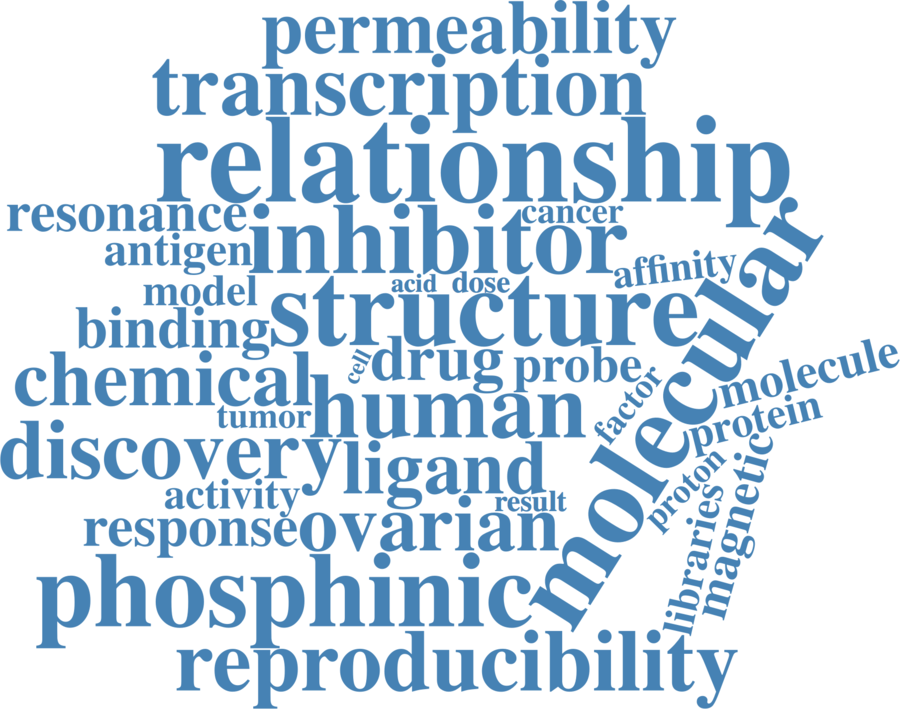 permeability
transcription
relationship
resonance
cancer
inhibitor
antigen
affinity
molecular
model
acid
dose
structure
binding
cell
drug
probe
chemical
molecule
human
factor
tumor
protein
discovery
ligand
proton
magnetic
activity
result
libraries
response
ovarian
phosphinic
reproducibility